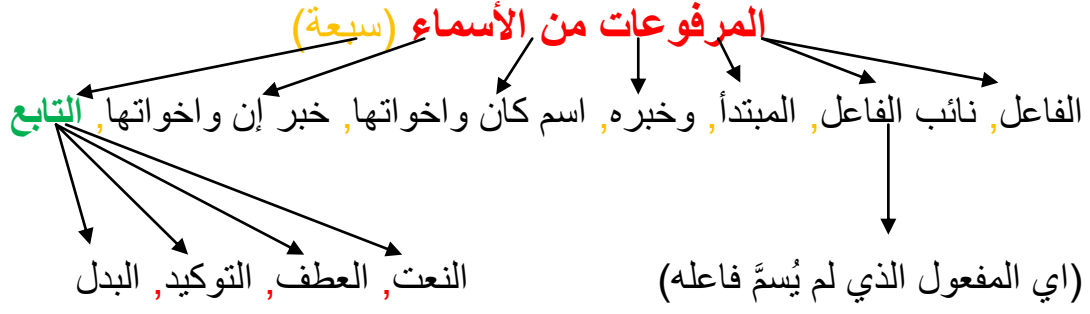 المرفوعات من الأسماء (سبعة)
الفاعل, نائب الفاعل, المبتدأ, وخبره, اسم كان واخواتها, خبر إن واخواتها, التابع
(اي المفعول الذي لم يُسمَّ فاعله)
النعت, العطف, التوكيد, البدل